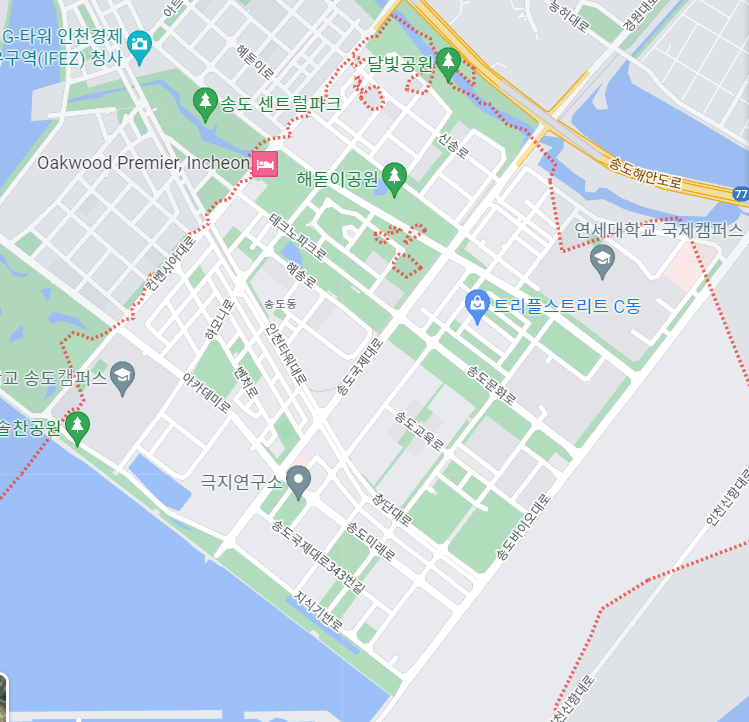 아트
능허대로
경원대로
G-타워 인천경제
구역(IFEZ) 청사
해돋이로
달빛공원
송도 센트럴파크
신송로
Oakwood Premier, Incheon
해돋이공원
송도해안도로
77
테크노파크로
연세대학교 국제캠퍼스
컨벤시아대로
해송로
송도동
하모니로
트리플스트리트 C동
인천타워대로
송도국제대로
교 송도캠퍼스
아카데미로
벤처로
송도문화로
솔찬공원
송도교육로
극지연구소
첨단대로
인천신항대로
송도국제대로343번길
송도미래로
송도바이오대로
지식기반로
인천신항대로